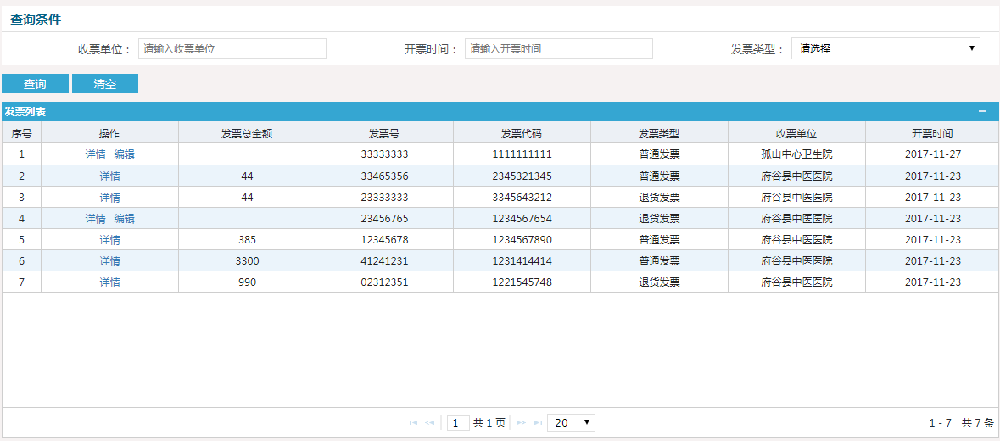 查询条件
收票单位： 请输入收票单位 开票时间： 请输入开票时间 发票类型： 请选择
查询 清空
发票列表
序号 操作 发票总金额 发票号 发票代码 发票类型 收票单位 开票时间
1 详情 编辑 33333333 1111111111 普通发票 孤山中心卫生院 2017-11-27
2 详情 44 33465356 2345321345 普通发票 府谷县中医医院 2017-11-23
3 详情 44 23333333 3345643212 退货发票 府谷县中医医院 2017-11-23
4 详情 编辑 23456765 1234567654 退货发票 府谷县中医医院 2017-11-23
5 详情 385 12345678 1234567890 普通发票 府谷县中医医院 2017-11-23
6 详情 3300 41241231 1231414414 普通发票 府谷县中医医院 2017-11-23
7 详情 990 02312351 1221545748 退货发票 府谷县中医医院 2017-11-23
1 共 1 页 20 1 - 7 共 7 条